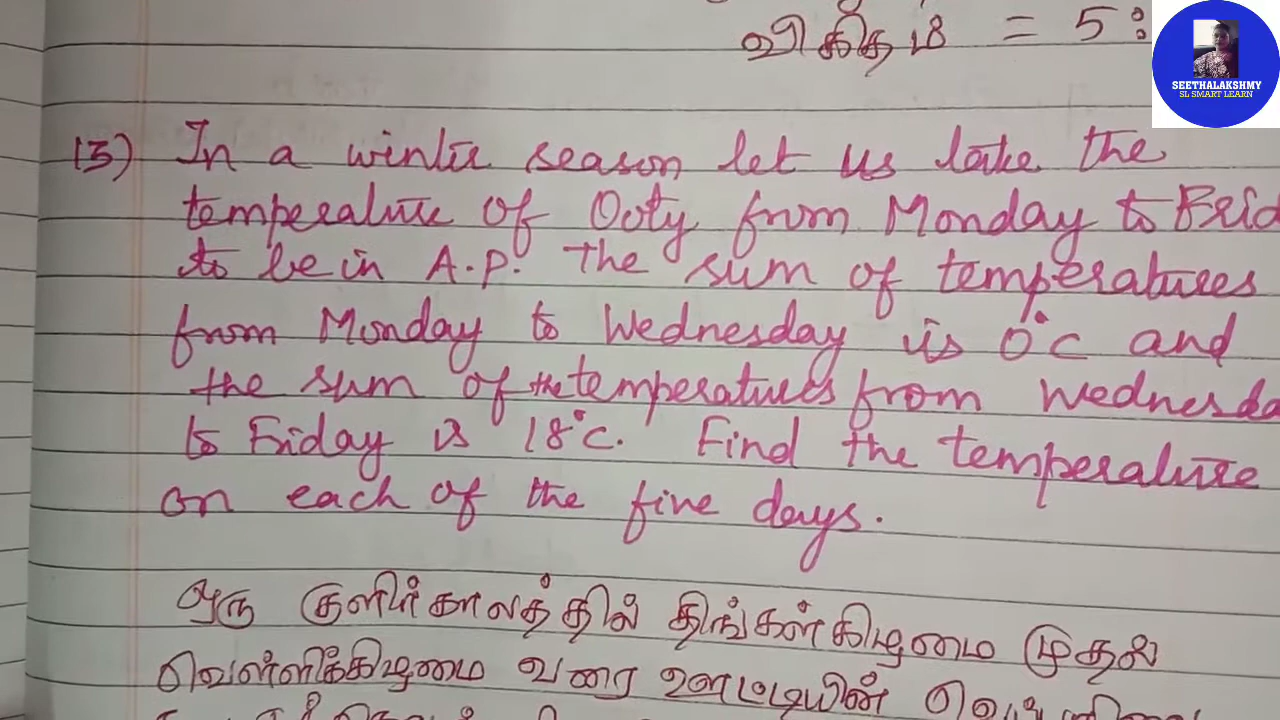 விகிதம் = 5:
SEETHALAKSHMY
SL SMART LEARN
13) In a winter season let us take the
temperature of Ooty from Monday to Frid
to be in A.P. The sum of temperatures
from Monday to Wednesday is 0°C and
the sum of the temperatures from Wednesda
to Friday is 18°C. Find the temperature
on each of the five days.
ஒரு குளிர்காலத்தில் திங்கள்கிழமை முதல்
வெள்ளிக்கிழமை வரை ஊட்டியின்